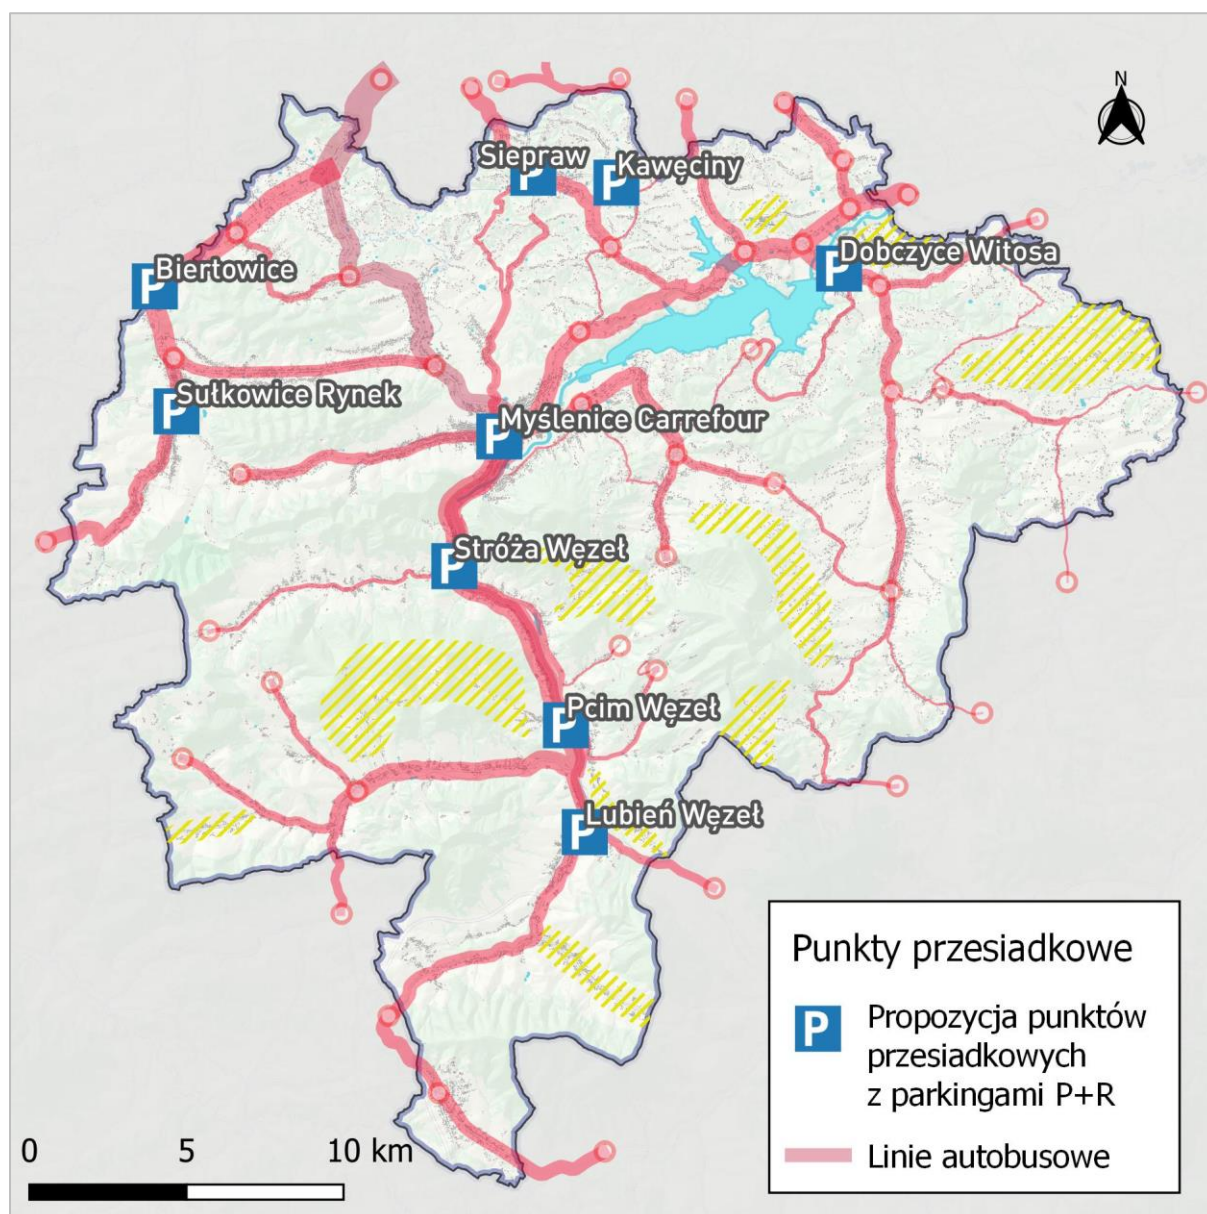 N
Siepraw
P
Kawęciny
P
Dobczyce Witosa
P
Biertowice
P
Sułkowice Rynek
P
Myślenice Carrefour
P
Stróża Węzeł
P
Pcim Węzeł
P
Lubień Węzeł
P
Punkty przesiadkowe
P Propozycja punktów
przesiadkowych
z parkingami P+R
Linie autobusowe
0 5 10 km